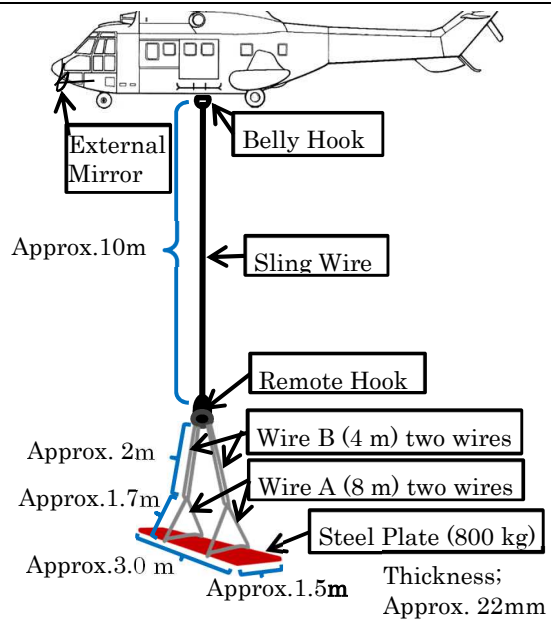 External
Mirror
Belly Hook
Approx.10m
Sling Wire
Remote Hook
Approx. 2m
Wire B (4 m) two wires
Approx.1.7m
Wire A (8 m) two wires
Steel Plate (800 kg)
Approx.3.0 m
Approx.1.5m
Thickness;
Approx. 22mm